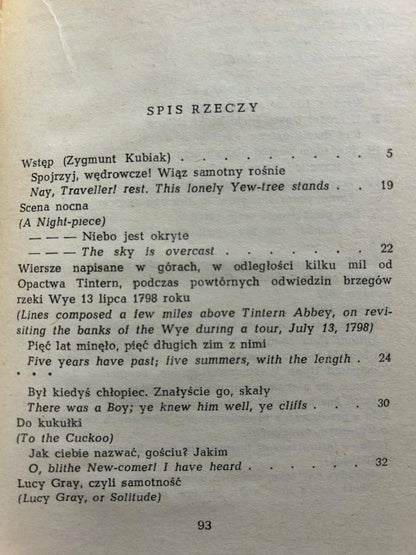 SPIS RZECZY
Wstęp (Zygmunt Kubiak) . . . . . . . . . 5
Spojrzyj, wędrowcze! Wiąz samotny rośnie
Nay, Traveller! rest. This lonely Yew-tree stands . . 19
Scena nocna
(A Night-piece)
— — — Niebo jest okryte
— — — The sky is overcast . . . . . . . 22
Wiersze napisane w górach, w odległości kilku mil od
Opactwa Tintern, podczas powtórnych odwiedzin brzegów
rzeki Wye 13 lipca 1798 roku
(Lines composed a few miles above Tintern Abbey, on revi-
siting the banks of the Wye during a tour, July 13, 1798)
Pięć lat minęło, pięć długich zim z nimi
Five years have past; five summers, with the length . 24
* * *
Był kiedyś chłopiec. Znałyście go, skały
There was a Boy; ye knew him well, ye cliffs . . . 30
Do kukułki
(To the Cuckoo)
Jak ciebie nazwać, gościu? Jakim
O, blithe New-comer! I have heard . . . . . 32
Lucy Gray, czyli samotność
(Lucy Gray, or Solitude)
93